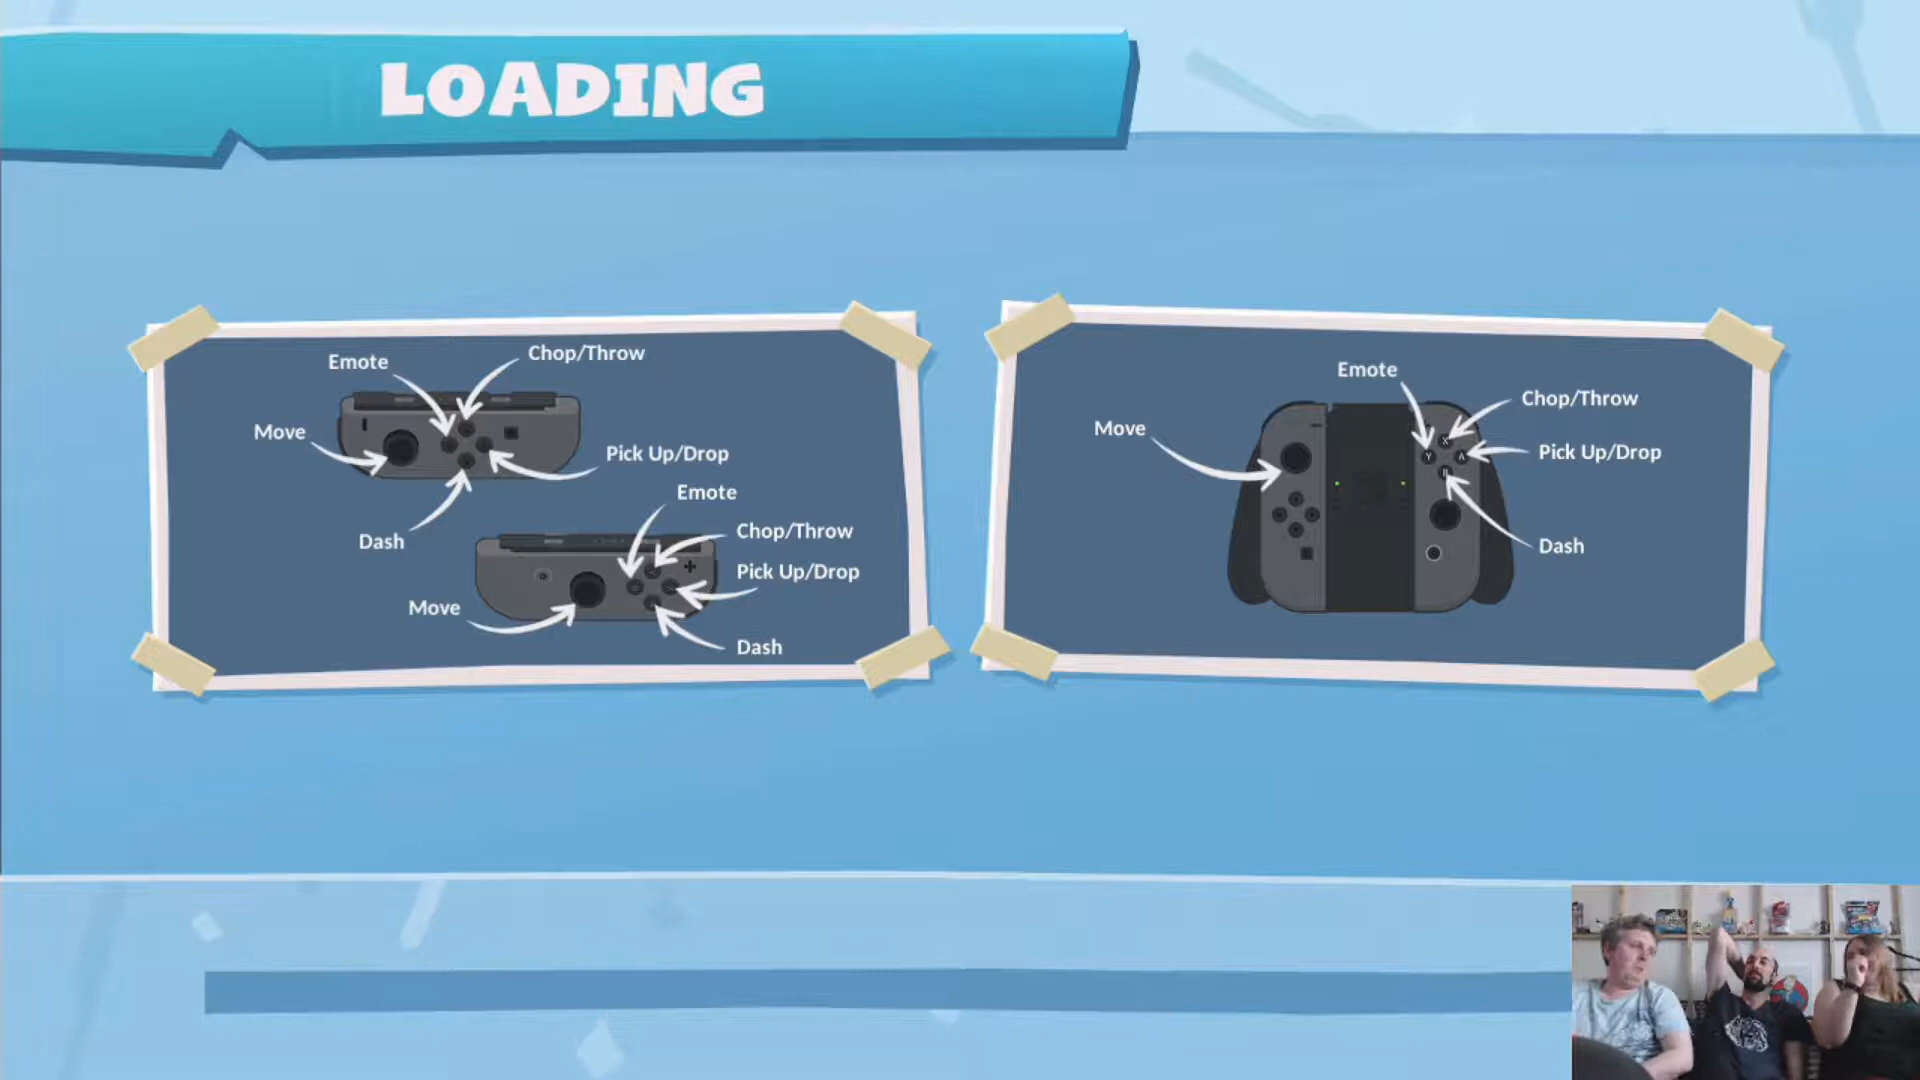 LOADING
Emote
Chop/Throw
Move
Pick Up/Drop
Dash
Emote
Chop/Throw
Pick Up/Drop
Move
Dash
Emote
Chop/Throw
Move
Pick Up/Drop
X
Y
A
B
Dash